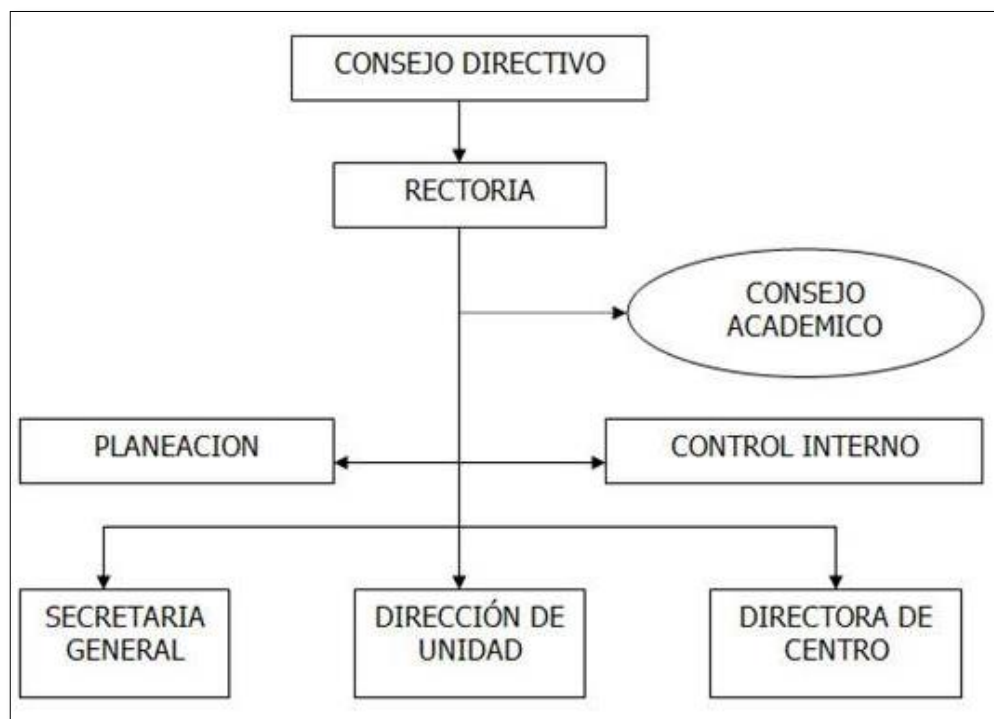 CONSEJO DIRECTIVO
RECTORIA
CONSEJO
ACADEMICO
PLANEACION
CONTROL INTERNO
SECRETARIA
GENERAL
DIRECCIÓN DE
UNIDAD
DIRECTORA DE
CENTRO